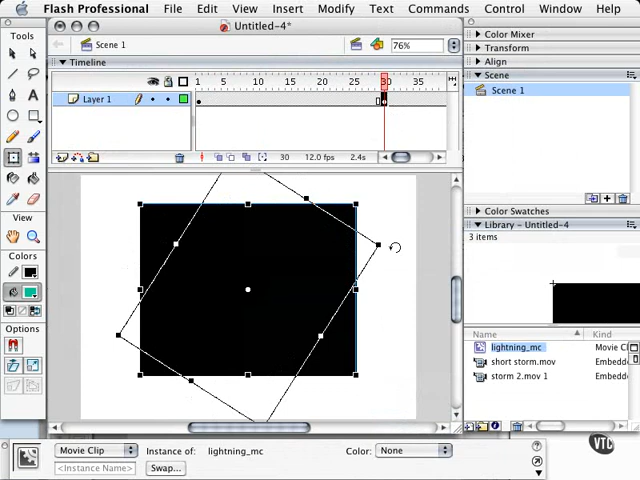 Flash Professional File Edit View Insert Modify Text Commands Control Window Help
Untitled-4*
Tools
Scene 1
76%
Timeline
1 5 10 15 20 25 30 35
Layer 1
30 12.0 fps 2.4s
A
View
Colors
Options
Color Mixer
Transform
Align
Scene
Scene 1
Color Swatches
Library - Untitled-4
3 items
Name Kind
lightning_mc Movie Cl
short storm.mov Embedd
storm 2.mov 1 Embedd
VTC
Movie Clip Instance of: lightning_mc Color: None
<Instance Name> Swap...